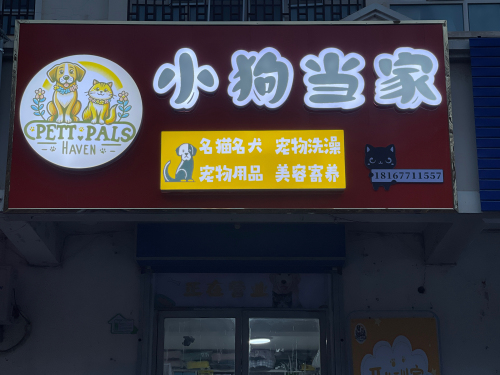 小狗当家
PETT PALS
HAVEN
名猫名犬 宠物洗澡
宠物用品 美容寄养
18167711557